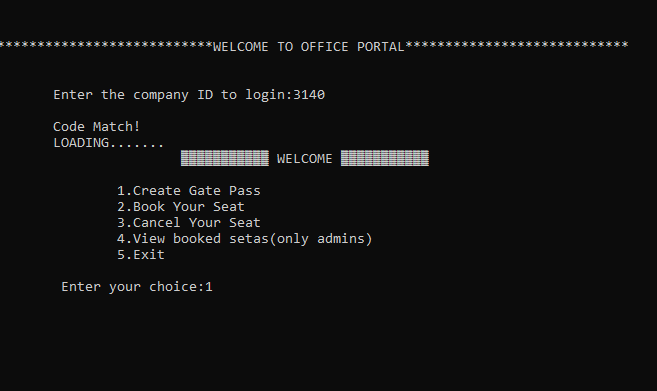 ***************************WELCOME TO OFFICE PORTAL****************************
Enter the company ID to login:3140
Code Match!
LOADING.......
▒▒▒▒▒▒▒▒▒▒▒ WELCOME ▒▒▒▒▒▒▒▒▒▒▒
1.Create Gate Pass
2.Book Your Seat
3.Cancel Your Seat
4.View booked setas(only admins)
5.Exit
Enter your choice:1